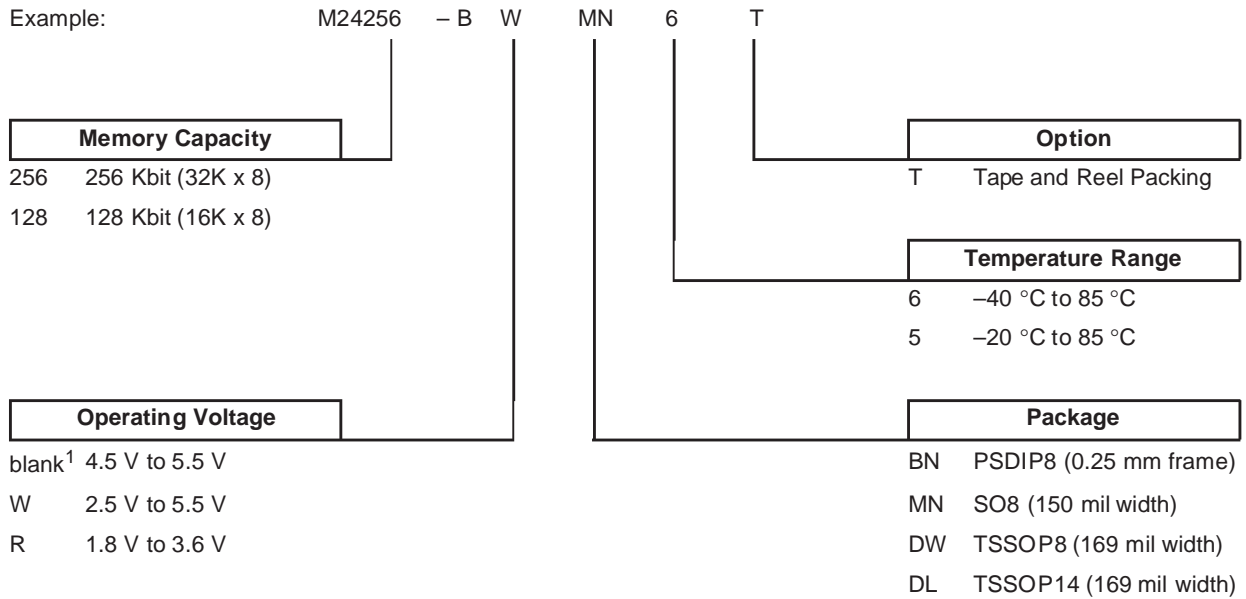 Example: M24256 – B W MN 6 T
Memory Capacity
256 256 Kbit (32K x 8)
128 128 Kbit (16K x 8)
Option
T Tape and Reel Packing
Temperature Range
6 –40 °C to 85 °C
5 –20 °C to 85 °C
Operating Voltage
blank1 4.5 V to 5.5 V
W 2.5 V to 5.5 V
R 1.8 V to 3.6 V
Package
BN PSDIP8 (0.25 mm frame)
MN SO8 (150 mil width)
DW TSSOP8 (169 mil width)
DL TSSOP14 (169 mil width)